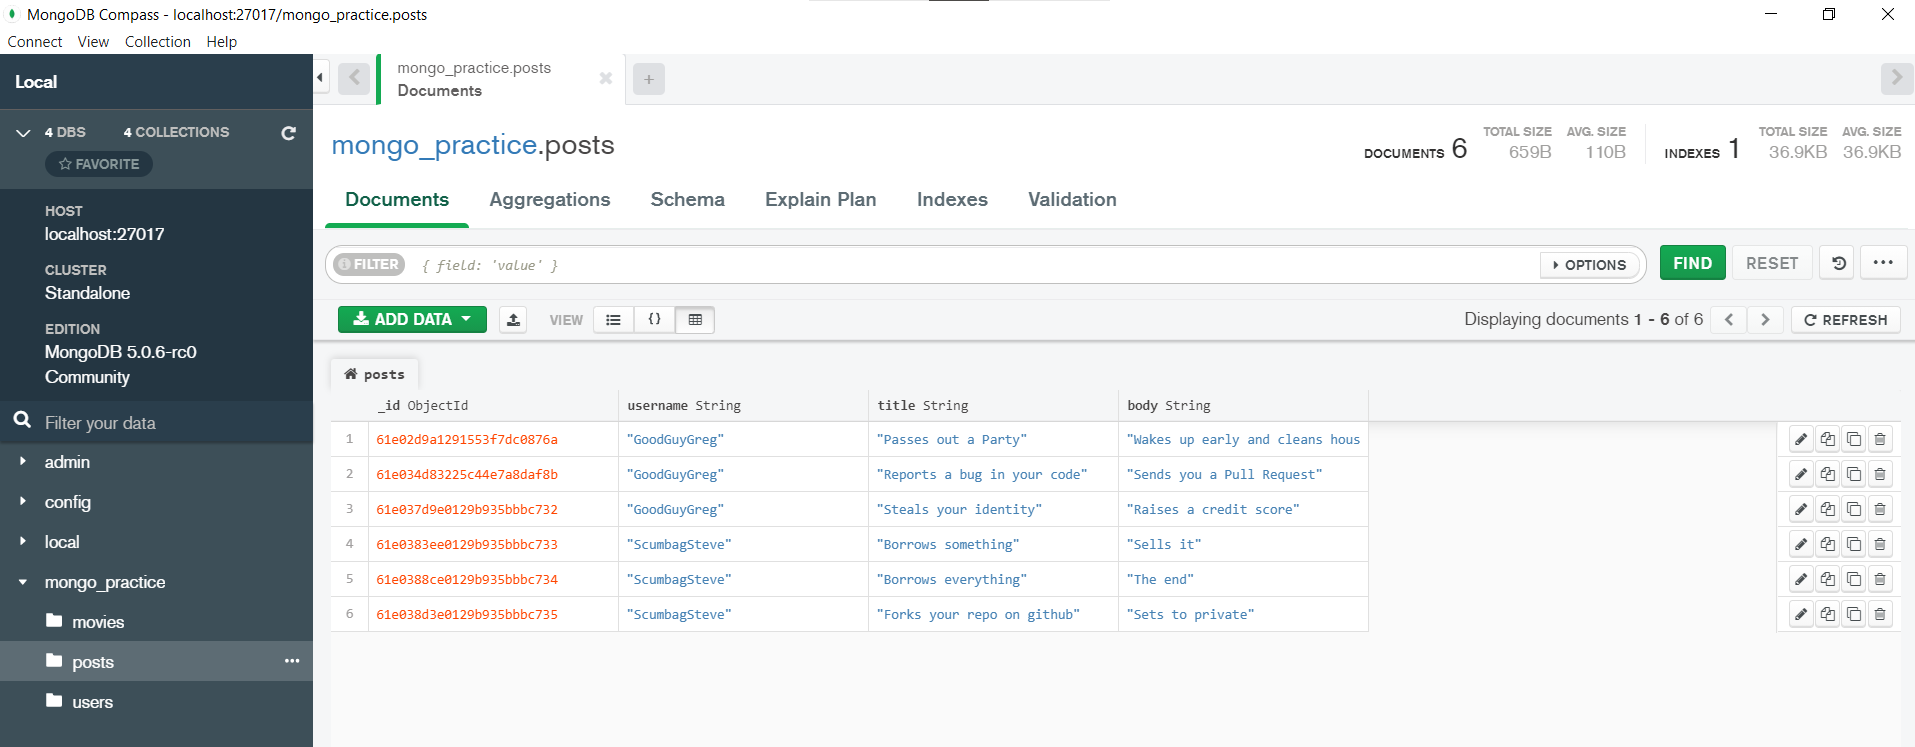 MongoDB Compass - localhost:27017/mongo_practice.posts
Connect View Collection Help
Local
4 DBS 4 COLLECTIONS
FAVORITE
HOST
localhost:27017
CLUSTER
Standalone
EDITION
MongoDB 5.0.6-rc0
Community
Filter your data
admin
config
local
mongo_practice
movies
posts
users
mongo_practice.posts
Documents
mongo_practice.posts
DOCUMENTS 6 TOTAL SIZE 659B AVG. SIZE 110B INDEXES 1 TOTAL SIZE 36.9KB AVG. SIZE 36.9KB
Documents Aggregations Schema Explain Plan Indexes Validation
FILTER { field: 'value' } OPTIONS FIND RESET
ADD DATA VIEW Displaying documents 1 - 6 of 6 REFRESH
posts
_id ObjectId username String title String body String
1 61e02d9a1291553f7dc0876a "GoodGuyGreg" "Passes out a Party" "Wakes up early and cleans hous
2 61e034d83225c44e7a8daf8b "GoodGuyGreg" "Reports a bug in your code" "Sends you a Pull Request"
3 61e037d9e0129b935bbbc732 "GoodGuyGreg" "Steals your identity" "Raises a credit score"
4 61e0383ee0129b935bbbc733 "ScumbagSteve" "Borrows something" "Sells it"
5 61e0388ce0129b935bbbc734 "ScumbagSteve" "Borrows everything" "The end"
6 61e038d3e0129b935bbbc735 "ScumbagSteve" "Forks your repo on github" "Sets to private"